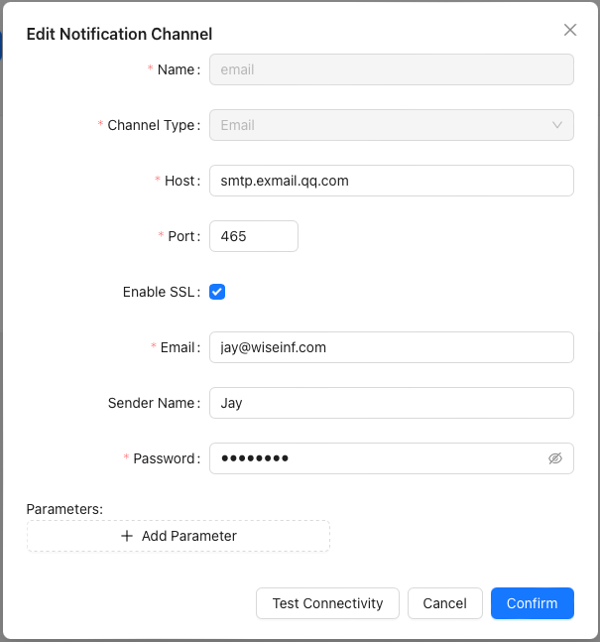 Edit Notification Channel
* Name: email
* Channel Type: Email
* Host: smtp.exmail.qq.com
* Port: 465
Enable SSL:
* Email: jay@wiseinf.com
Sender Name: Jay
* Password: ••••••••
Parameters:
+ Add Parameter
Test Connectivity Cancel Confirm